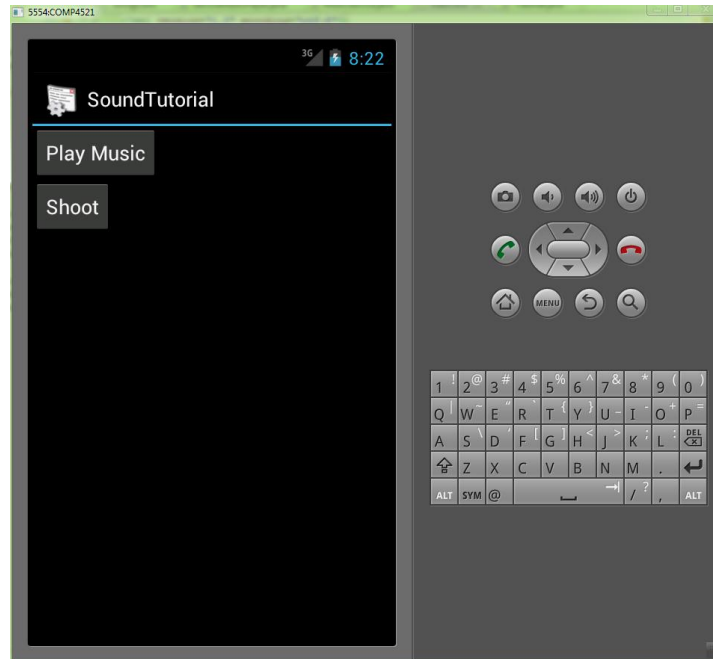 5554:COMP4521
3G 8:22
SoundTutorial
Play Music
Shoot
MENU
1 ! 2 @ 3 # 4 $ 5 % 6 ^ 7 & 8 * 9 ( 0 )
Q | W ~ E " R ` T { Y } U _ I - O + P =
A S \ D ' F [ G ] H < J > K ; L : DEL
Z X C V B N M .
ALT SYM @ / ? , ALT